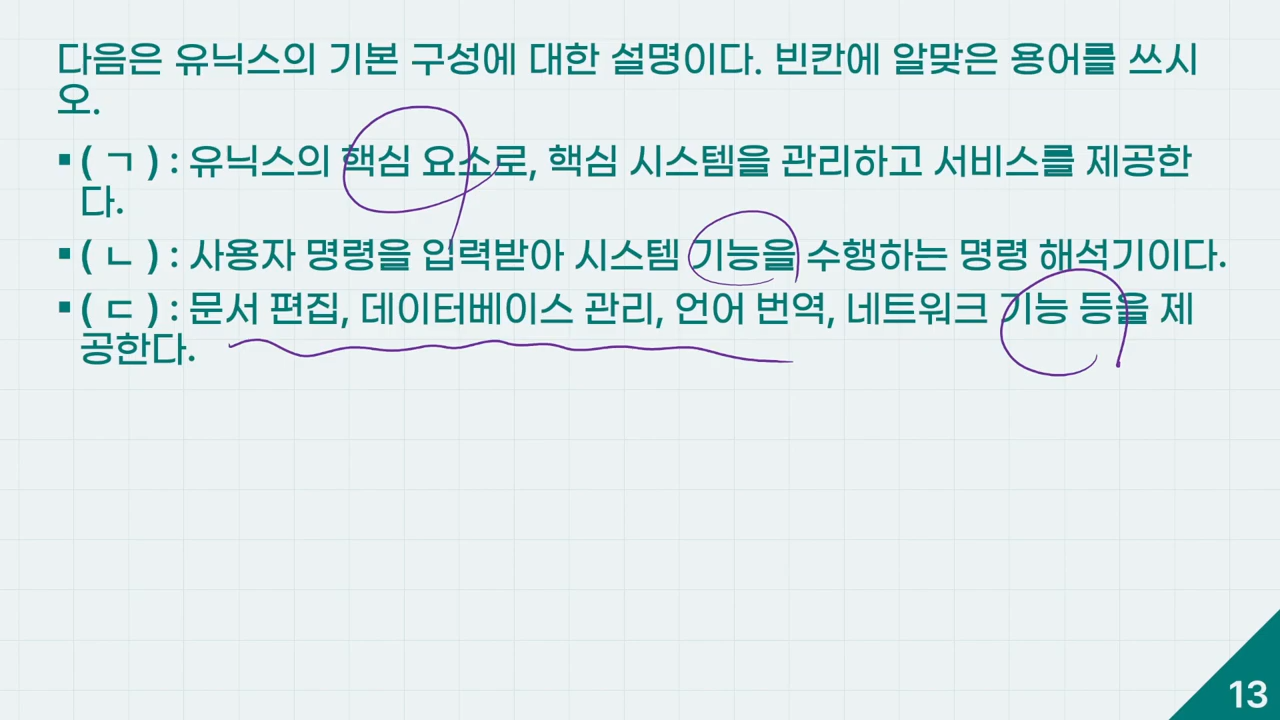 다음은 유닉스의 기본 구성에 대한 설명이다. 빈칸에 알맞은 용어를 쓰시
오.
▪( ㄱ ) : 유닉스의 핵심 요소로, 핵심 시스템을 관리하고 서비스를 제공한
다.
▪( ㄴ ) : 사용자 명령을 입력받아 시스템 기능을 수행하는 명령 해석기이다.
▪( ㄷ ) : 문서 편집, 데이터베이스 관리, 언어 번역, 네트워크 기능 등을 제
공한다.
13